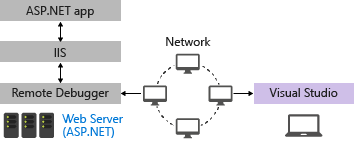 ASP.NET app
IIS
Network
Remote Debugger
Visual Studio
Web Server
(ASP.NET)